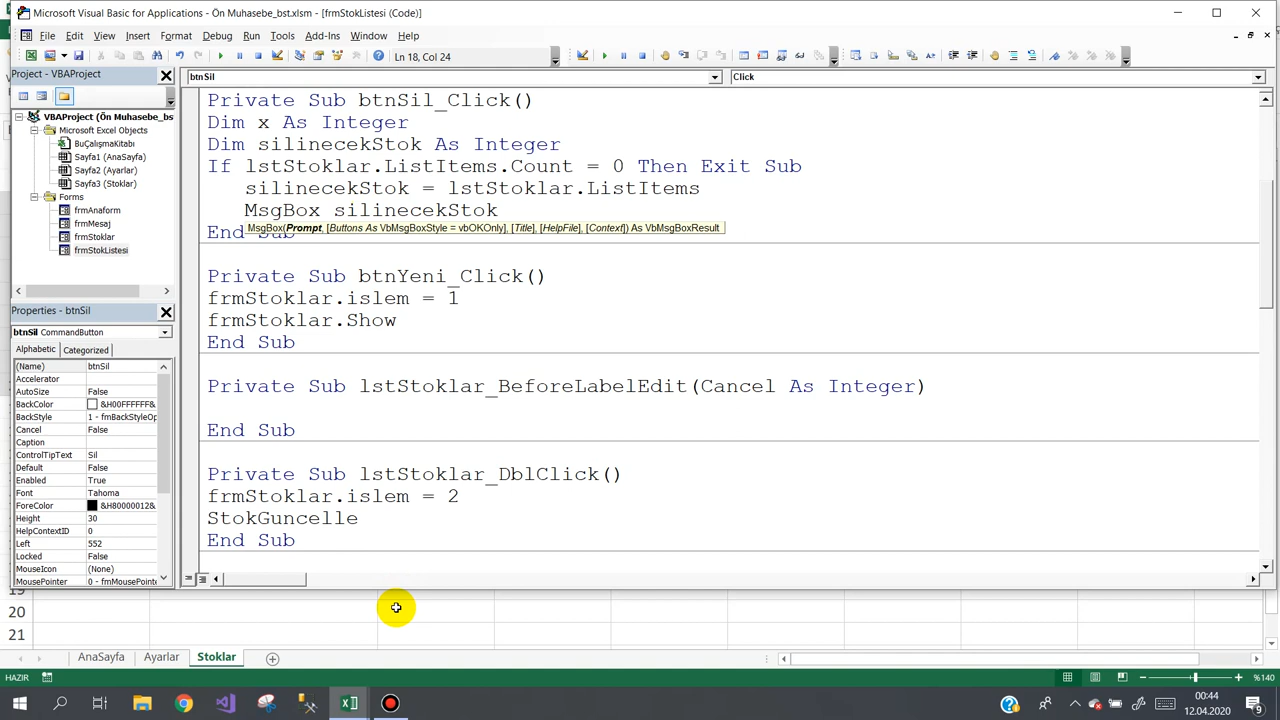 Microsoft Visual Basic for Applications - Ön Muhasebe_bst.xlsm - [frmStokListesi (Code)]
File Edit View Insert Format Debug Run Tools Add-Ins Window Help
Ln 18, Col 24
Project - VBAProject
VBAProject (Ön Muhasebe_bst
Microsoft Excel Objects
BuÇalışmaKitabı
Sayfa1 (AnaSayfa)
Sayfa2 (Ayarlar)
Sayfa3 (Stoklar)
Forms
frmAnaform
frmMesaj
frmStoklar
frmStokListesi
Properties - btnSil
btnSil CommandButton
Alphabetic Categorized
(Name) btnSil
Accelerator
AutoSize False
BackColor &H00FFFFFF&
BackStyle 1 - fmBackStyleOp
Cancel False
Caption
ControlTipText Sil
Default False
Enabled True
Font Tahoma
ForeColor &H80000012&
Height 30
HelpContextID 0
Left 552
Locked False
MouseIcon (None)
MousePointer 0 - fmMousePointe
btnSil Click
Private Sub btnSil_Click()
Dim x As Integer
Dim silinecekStok As Integer
If lstStoklar.ListItems.Count = 0 Then Exit Sub
silinecekStok = lstStoklar.ListItems
MsgBox silinecekStok
MsgBox(Prompt, [Buttons As VbMsgBoxStyle = vbOKOnly], [Title], [HelpFile], [Context]) As VbMsgBoxResult
End Sub
Private Sub btnYeni_Click()
frmStoklar.islem = 1
frmStoklar.Show
End Sub
Private Sub lstStoklar_BeforeLabelEdit(Cancel As Integer)
End Sub
Private Sub lstStoklar_DblClick()
frmStoklar.islem = 2
StokGuncelle
End Sub
19
20
21
AnaSayfa Ayarlar Stoklar
HAZIR
%140
00:44
12.04.2020
9